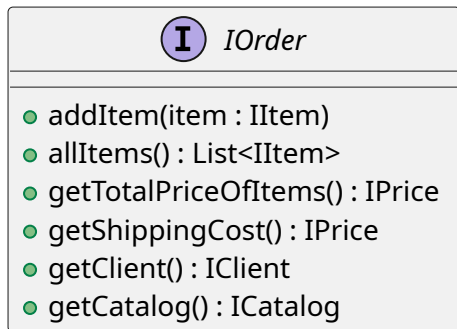 I IOrder
addItem(item : IItem)
allItems() : List<IItem>
getTotalPriceOfItems() : IPrice
getShippingCost() : IPrice
getClient() : IClient
getCatalog() : ICatalog